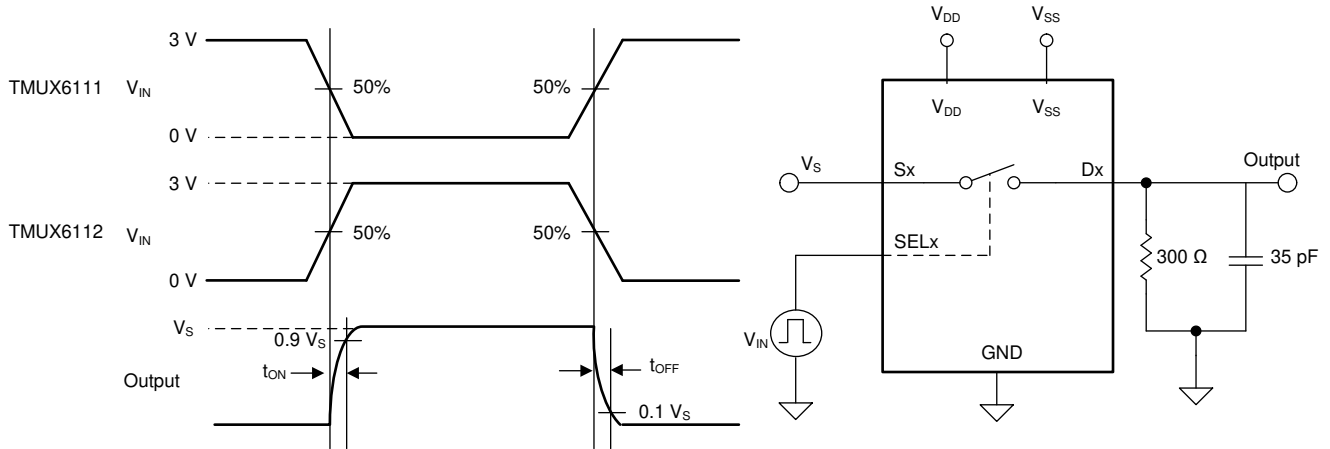 3 V
TMUX6111 V_IN 50% 50%
0 V
3 V
TMUX6112 V_IN 50% 50%
0 V
V_S
0.9 V_S
Output t_ON t_OFF
0.1 V_S
V_DD V_SS
V_DD V_SS
V_S Sx Dx Output
SELx
300 Ω 35 pF
V_IN
GND